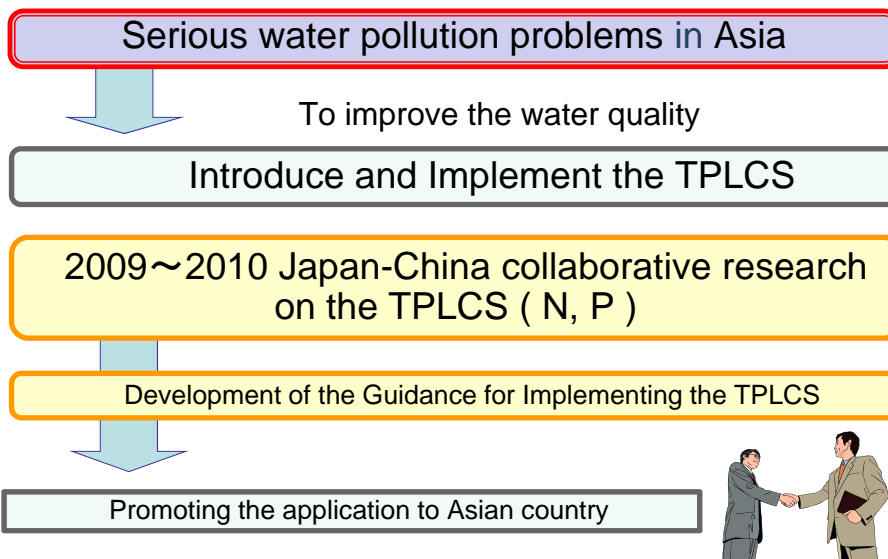 Serious water pollution problems in Asia
To improve the water quality
Introduce and Implement the TPLCS
2009～2010 Japan-China collaborative research
on the TPLCS ( N, P )
Development of the Guidance for Implementing the TPLCS
Promoting the application to Asian country